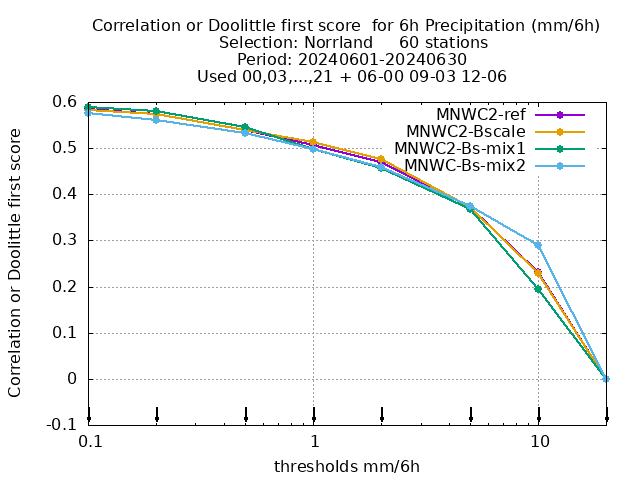 Correlation or Doolittle first score  for 6h Precipitation (mm/6h)
Selection: Norrland     60 stations
Period: 20240601-20240630
Used 00,03,...,21 + 06-00 09-03 12-06
Correlation or Doolittle first score
0.6
0.5
0.4
0.3
0.2
0.1
0
-0.1
MNWC2-ref
MNWC2-Bscale
MNWC2-Bs-mix1
MNWC-Bs-mix2
0.1
1
10
thresholds mm/6h